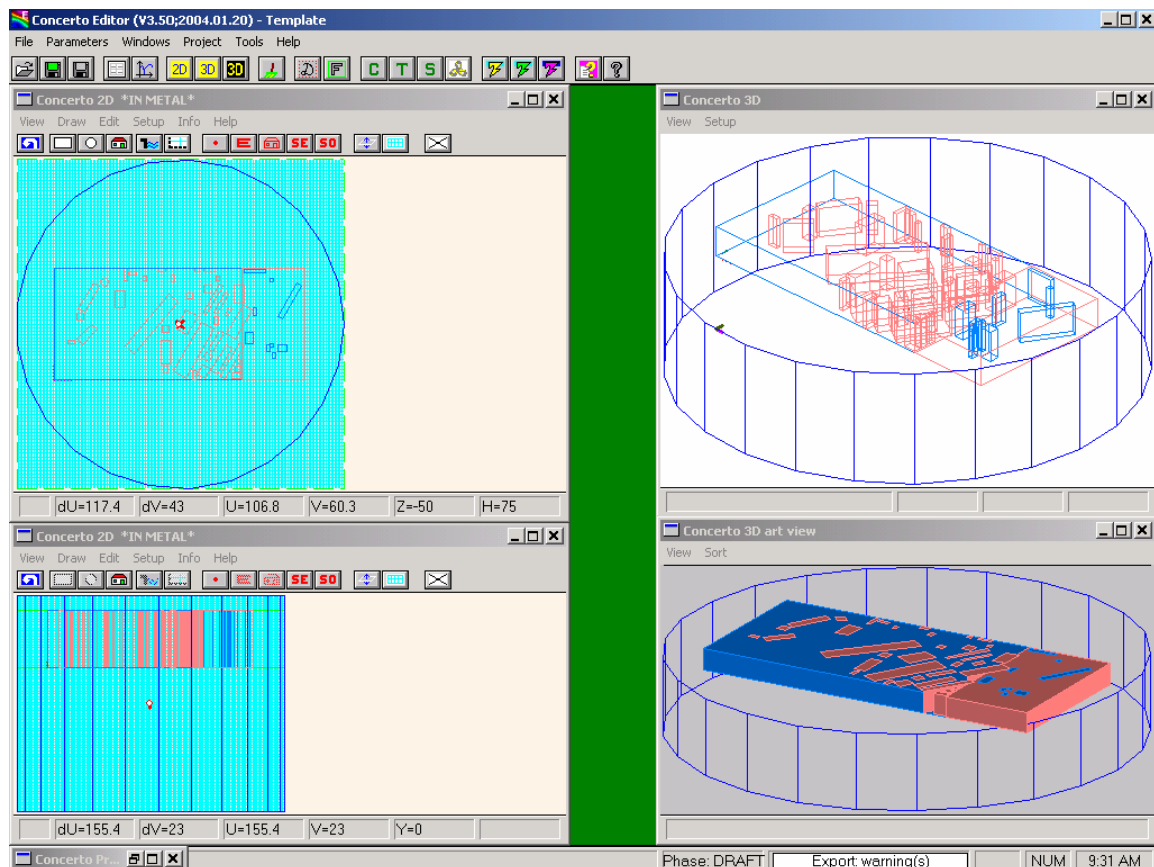 Concerto Editor (V3.50;2004.01.20) - Template
File Parameters Windows Project Tools Help
2D 3D 3D D F C T S ? ?
Concerto 2D *IN METAL*
View Draw Edit Setup Info Help
SE SO
dU=117.4 dV=43 U=106.8 V=60.3 Z=-50 H=75
Concerto 2D *IN METAL*
View Draw Edit Setup Info Help
SE SO
dU=155.4 dV=23 U=155.4 V=23 Y=0
Concerto Pr...
Concerto 3D
View Setup
Concerto 3D art view
View Sort
Phase: DRAFT Export: warning(s) NUM 9:31 AM